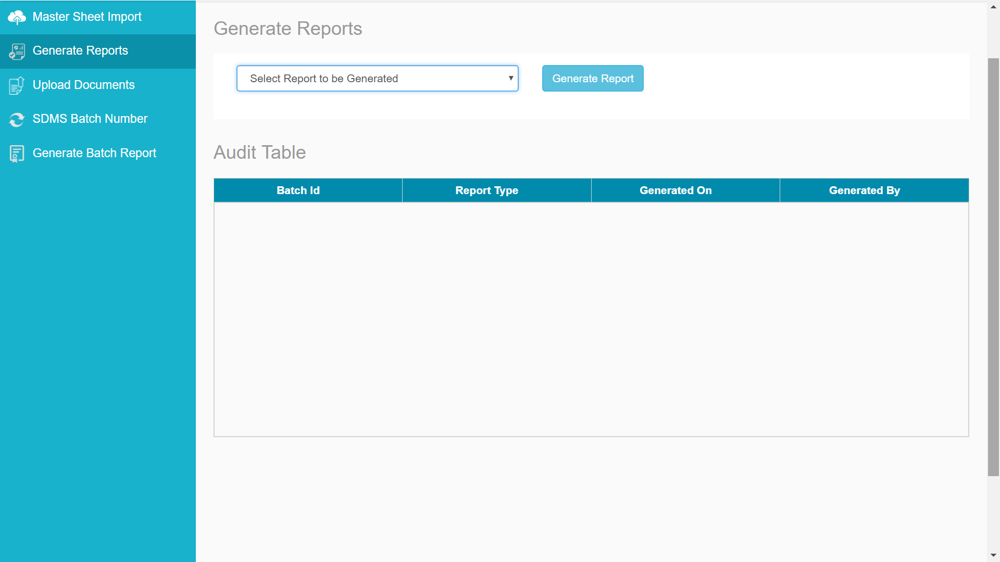 Master Sheet Import
Generate Reports
Upload Documents
SDMS Batch Number
Generate Batch Report
Generate Reports
Select Report to be Generated
Generate Report
Audit Table
Batch Id Report Type Generated On Generated By